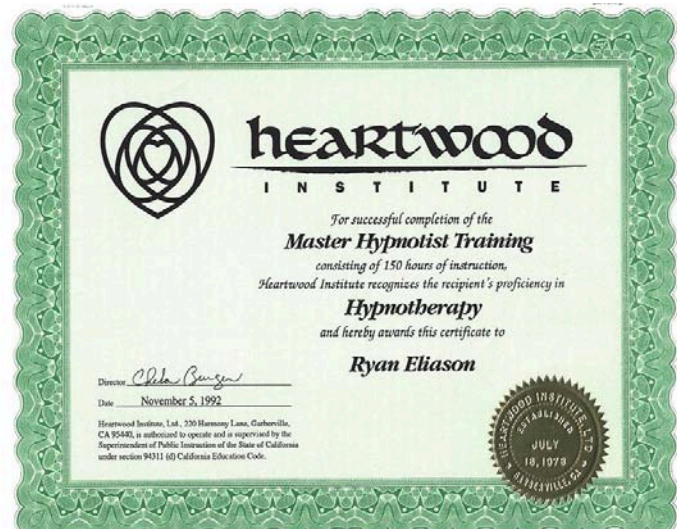 heartwood
INSTITUTE
For successful completion of the
Master Hypnotist Training
consisting of 150 hours of instruction,
Heartwood Institute recognizes the recipient's proficiency in
Hypnotherapy
and hereby awards this certificate to
Ryan Eliason
Director
Date November 5, 1992
Heartwood Institute, Ltd., 220 Harmony Lane, Garberville,
CA 95440, is authorized to operate and is supervised by the
Superintendent of Public Instruction of the State of California
under section 94311 (d) California Education Code.
HEARTWOOD INSTITUTE, LTD.
ESTABLISHED
JULY
18, 1978
GARBERVILLE, CA